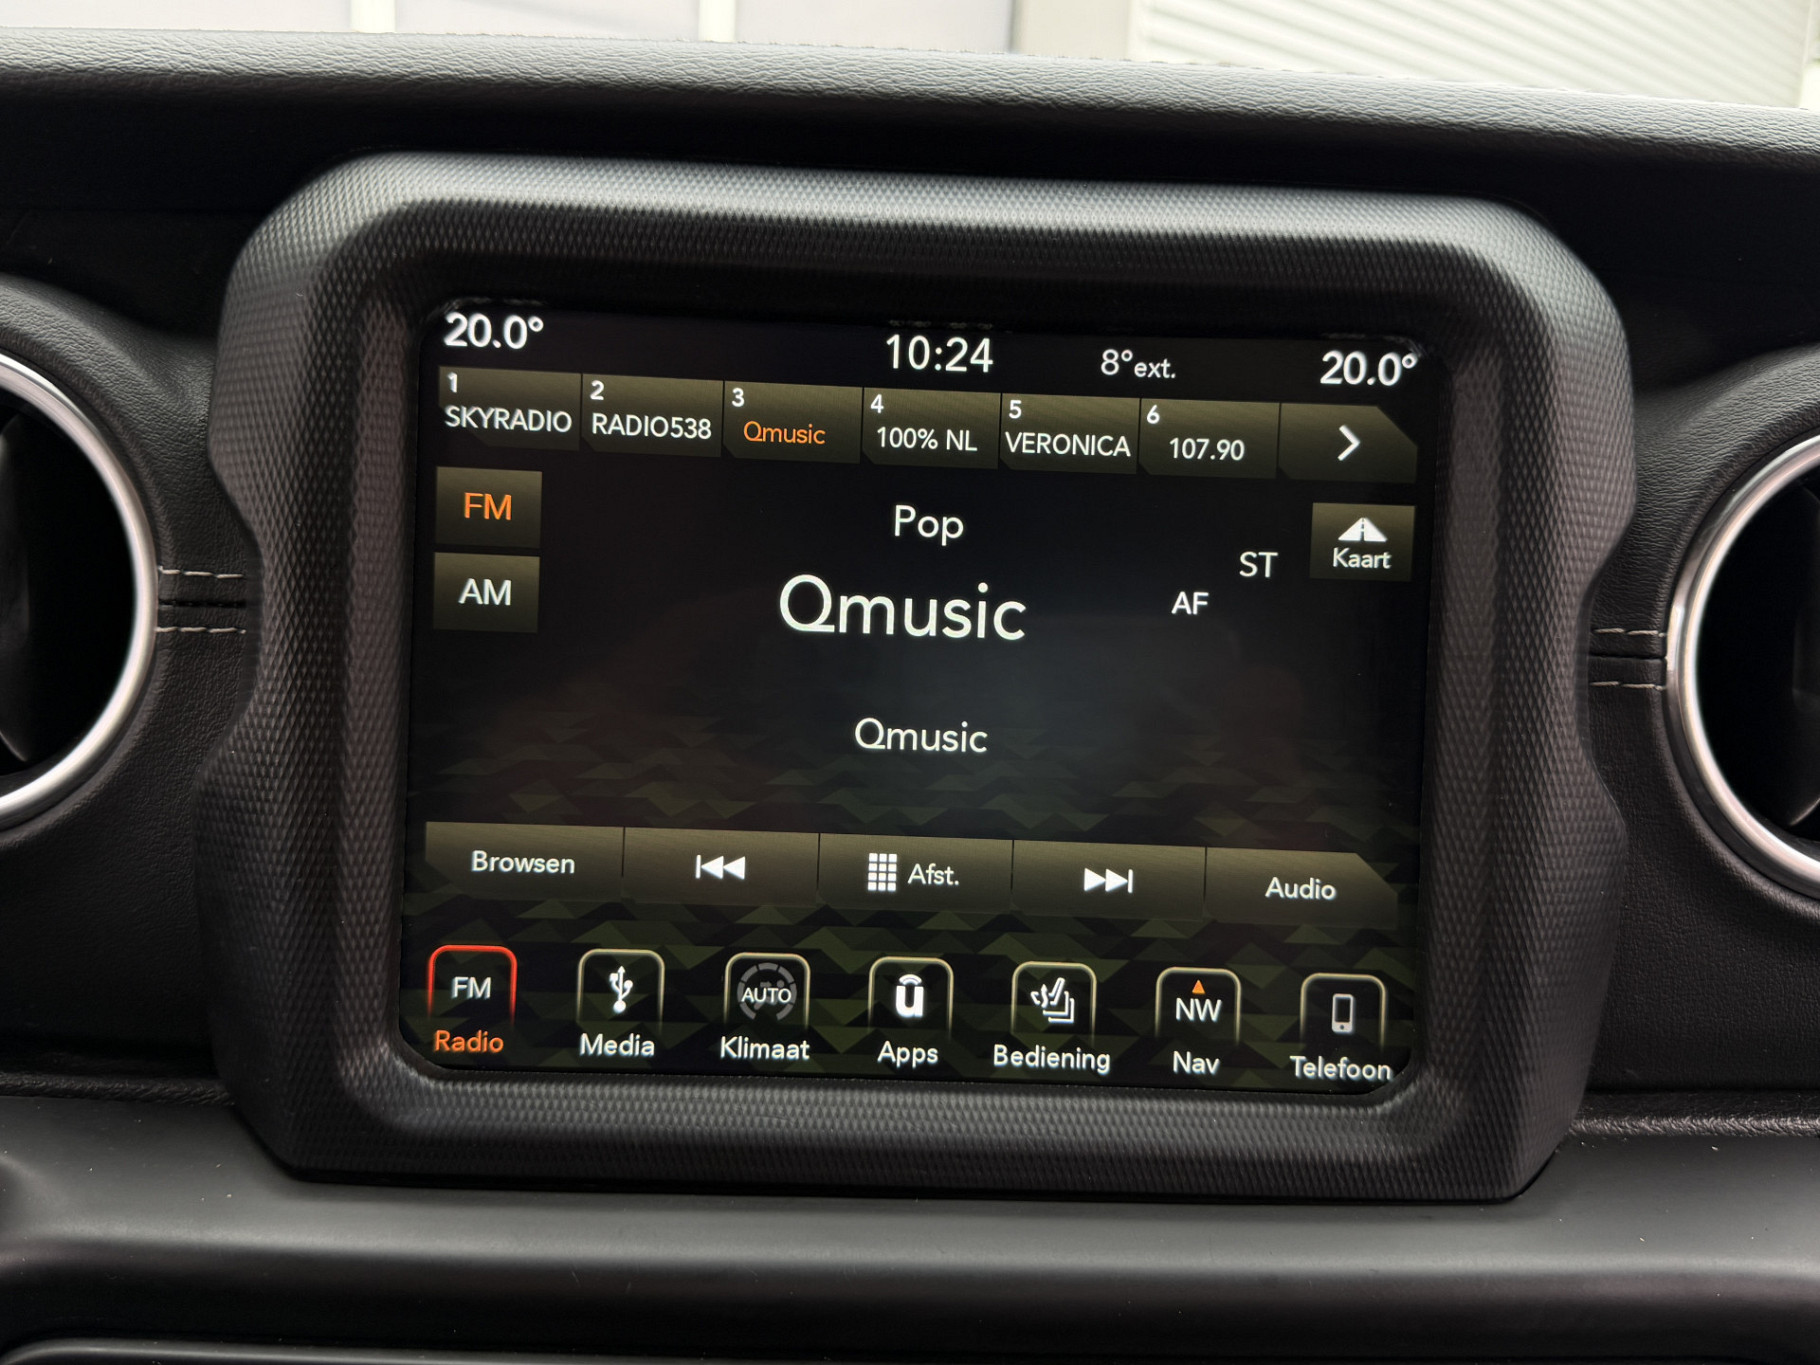 20.0°
10:24
8°ext.
20.0°
1 SKYRADIO
2 RADIO538
3 Qmusic
4 100% NL
5 VERONICA
6 107.90
FM
Pop
Kaart
ST
AM
Qmusic
AF
Qmusic
Browsen
Afst.
Audio
FM
AUTO
NW
Radio
Media
Klimaat
Apps
Bediening
Nav
Telefoon